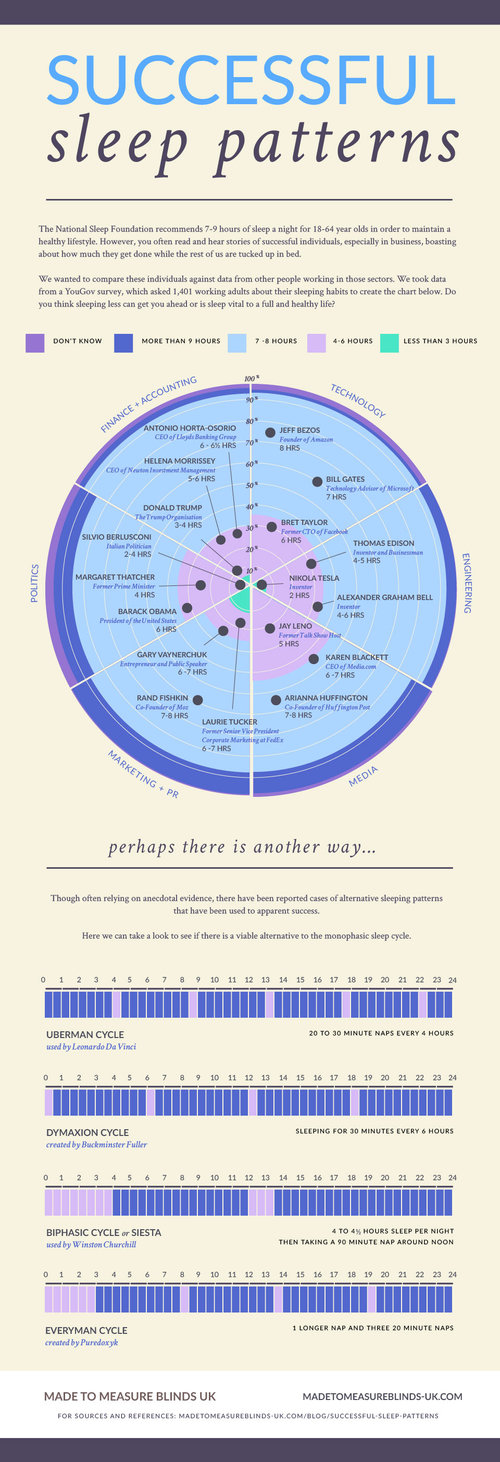 SUCCESSFUL
sleep patterns
The National Sleep Foundation recommends 7-9 hours of sleep a night for 18-64 year olds in order to maintain a
healthy lifestyle. However, you often read and hear stories of successful individuals, especially in business, boasting
about how much they get done while the rest of us are tucked up in bed.
We wanted to compare these individuals against data from other people working in those sectors. We took data
from a YouGov survey, which asked 1,401 working adults about their sleeping habits to create the chart below. Do
you think sleeping less can get you ahead or is sleep vital to a full and healthy life?
DON'T KNOW
MORE THAN 9 HOURS
7 -8 HOURS
4-6 HOURS
LESS THAN 3 HOURS
100%
90%
80%
70%
60%
50%
40%
30%
20%
10%
FINANCE + ACCOUNTING
ANTONIO HORTA-OSORIO
CEO of Lloyds Banking Group
6 - 6½ HRS
HELENA MORRISSEY
CEO of Newton Investment Management
5-6 HRS
DONALD TRUMP
The Trump Organisation
3-4 HRS
TECHNOLOGY
JEFF BEZOS
Founder of Amazon
8 HRS
BILL GATES
Technology Advisor of Microsoft
7 HRS
BRET TAYLOR
Former CTO of Facebook
6 HRS
ENGINEERING
THOMAS EDISON
Inventor and Businessman
4-5 HRS
NIKOLA TESLA
Inventor
2 HRS
ALEXANDER GRAHAM BELL
Inventor
4-6 HRS
POLITICS
SILVIO BERLUSCONI
Italian Politician
2-4 HRS
MARGARET THATCHER
Former Prime Minister
4 HRS
BARACK OBAMA
President of the United States
6 HRS
MEDIA
JAY LENO
Former Talk Show Host
5 HRS
KAREN BLACKETT
CEO of Media.com
6 -7 HRS
ARIANNA HUFFINGTON
Co-Founder of Huffington Post
7-8 HRS
MARKETING + PR
GARY VAYNERCHUK
Entrepreneur and Public Speaker
6 -7 HRS
RAND FISHKIN
Co-Founder of Moz
7-8 HRS
LAURIE TUCKER
Former Senior Vice President
Corporate Marketing at FedEx
6 -7 HRS
perhaps there is another way...
Though often relying on anecdotal evidence, there have been reported cases of alternative sleeping patterns
that have been used to apparent success.
Here we can take a look to see if there is a viable alternative to the monophasic sleep cycle.
0 1 2 3 4 5 6 7 8 9 10 11 12 13 14 15 16 17 18 19 20 21 22 23 24
UBERMAN CYCLE
used by Leonardo Da Vinci
20 TO 30 MINUTE NAPS EVERY 4 HOURS
0 1 2 3 4 5 6 7 8 9 10 11 12 13 14 15 16 17 18 19 20 21 22 23 24
DYMAXION CYCLE
created by Buckminster Fuller
SLEEPING FOR 30 MINUTES EVERY 6 HOURS
0 1 2 3 4 5 6 7 8 9 10 11 12 13 14 15 16 17 18 19 20 21 22 23 24
BIPHASIC CYCLE or SIESTA
used by Winston Churchill
4 TO 4½ HOURS SLEEP PER NIGHT
THEN TAKING A 90 MINUTE NAP AROUND NOON
0 1 2 3 4 5 6 7 8 9 10 11 12 13 14 15 16 17 18 19 20 21 22 23 24
EVERYMAN CYCLE
created by Puredoxyk
1 LONGER NAP AND THREE 20 MINUTE NAPS
MADE TO MEASURE BLINDS UK
MADETOMEASUREBLINDS-UK.COM
FOR SOURCES AND REFERENCES: MADETOMEASUREBLINDS-UK.COM/BLOG/SUCCESSFUL-SLEEP-PATTERNS